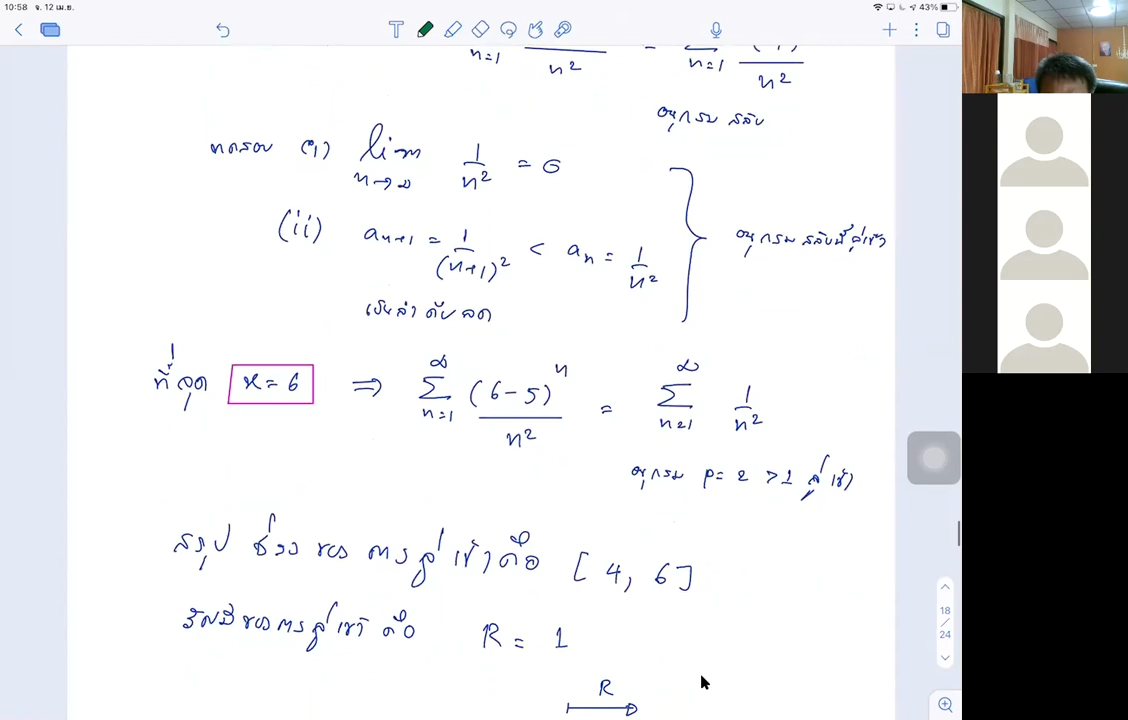 10:58 จ. 12 เม.ย. 43%
n=1 n² = Σ n=1 n²
อนุกรม สลับ
ทดสอบ (i) lim n→∞ 1/n² = 0
(ii) aₙ₊₁ = 1/(n+1)² < aₙ = 1/n²
อนุกรมสลับนี้ลู่เข้า
เป็นลำดับลด
ที่จุด x = 6 ⇒ ∞ Σ n=1 (6-5)ⁿ/n² = ∞ Σ n=1 1/n²
อนุกรม p = 2 > 1 ลู่เข้า
สรุป ช่วงของการลู่เข้าคือ [4, 6]
รัศมีของการลู่เข้า คือ R = 1
R
18 / 24